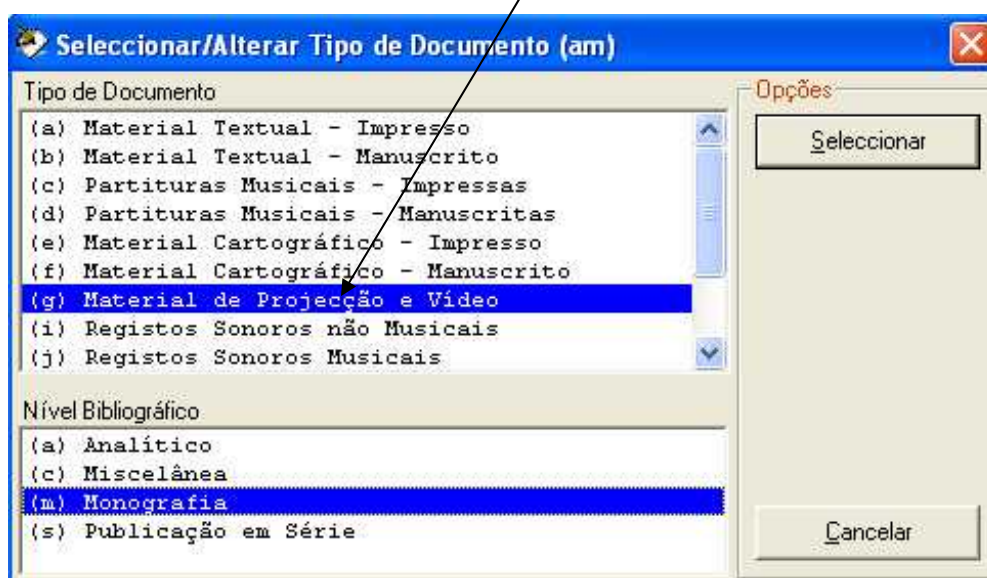 Seleccionar/Alterar Tipo de Documento (am)
Tipo de Documento
(a) Material Textual - Impresso
(b) Material Textual - Manuscrito
(c) Partituras Musicais - Impressas
(d) Partituras Musicais - Manuscritas
(e) Material Cartográfico - Impresso
(f) Material Cartográfico - Manuscrito
(g) Material de Projecção e Vídeo
(i) Registos Sonoros não Musicais
(j) Registos Sonoros Musicais
Nível Bibliográfico
(a) Analítico
(c) Miscelânea
(m) Monografia
(s) Publicação em Série
Opções
Seleccionar
Cancelar